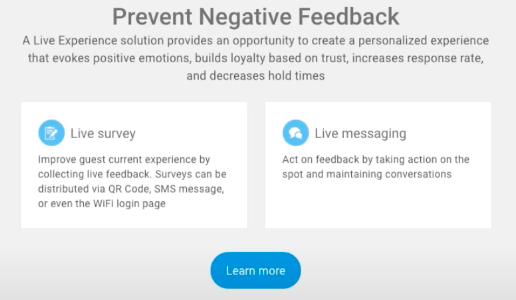 Prevent Negative Feedback
A Live Experience solution provides an opportunity to create a personalized experience
that evokes positive emotions, builds loyalty based on trust, increases response rate,
and decreases hold times
Live survey
Improve guest current experience by
collecting live feedback. Surveys can be
distributed via QR Code, SMS message,
or even the WiFi login page
Live messaging
Act on feedback by taking action on the
spot and maintaining conversations
Learn more